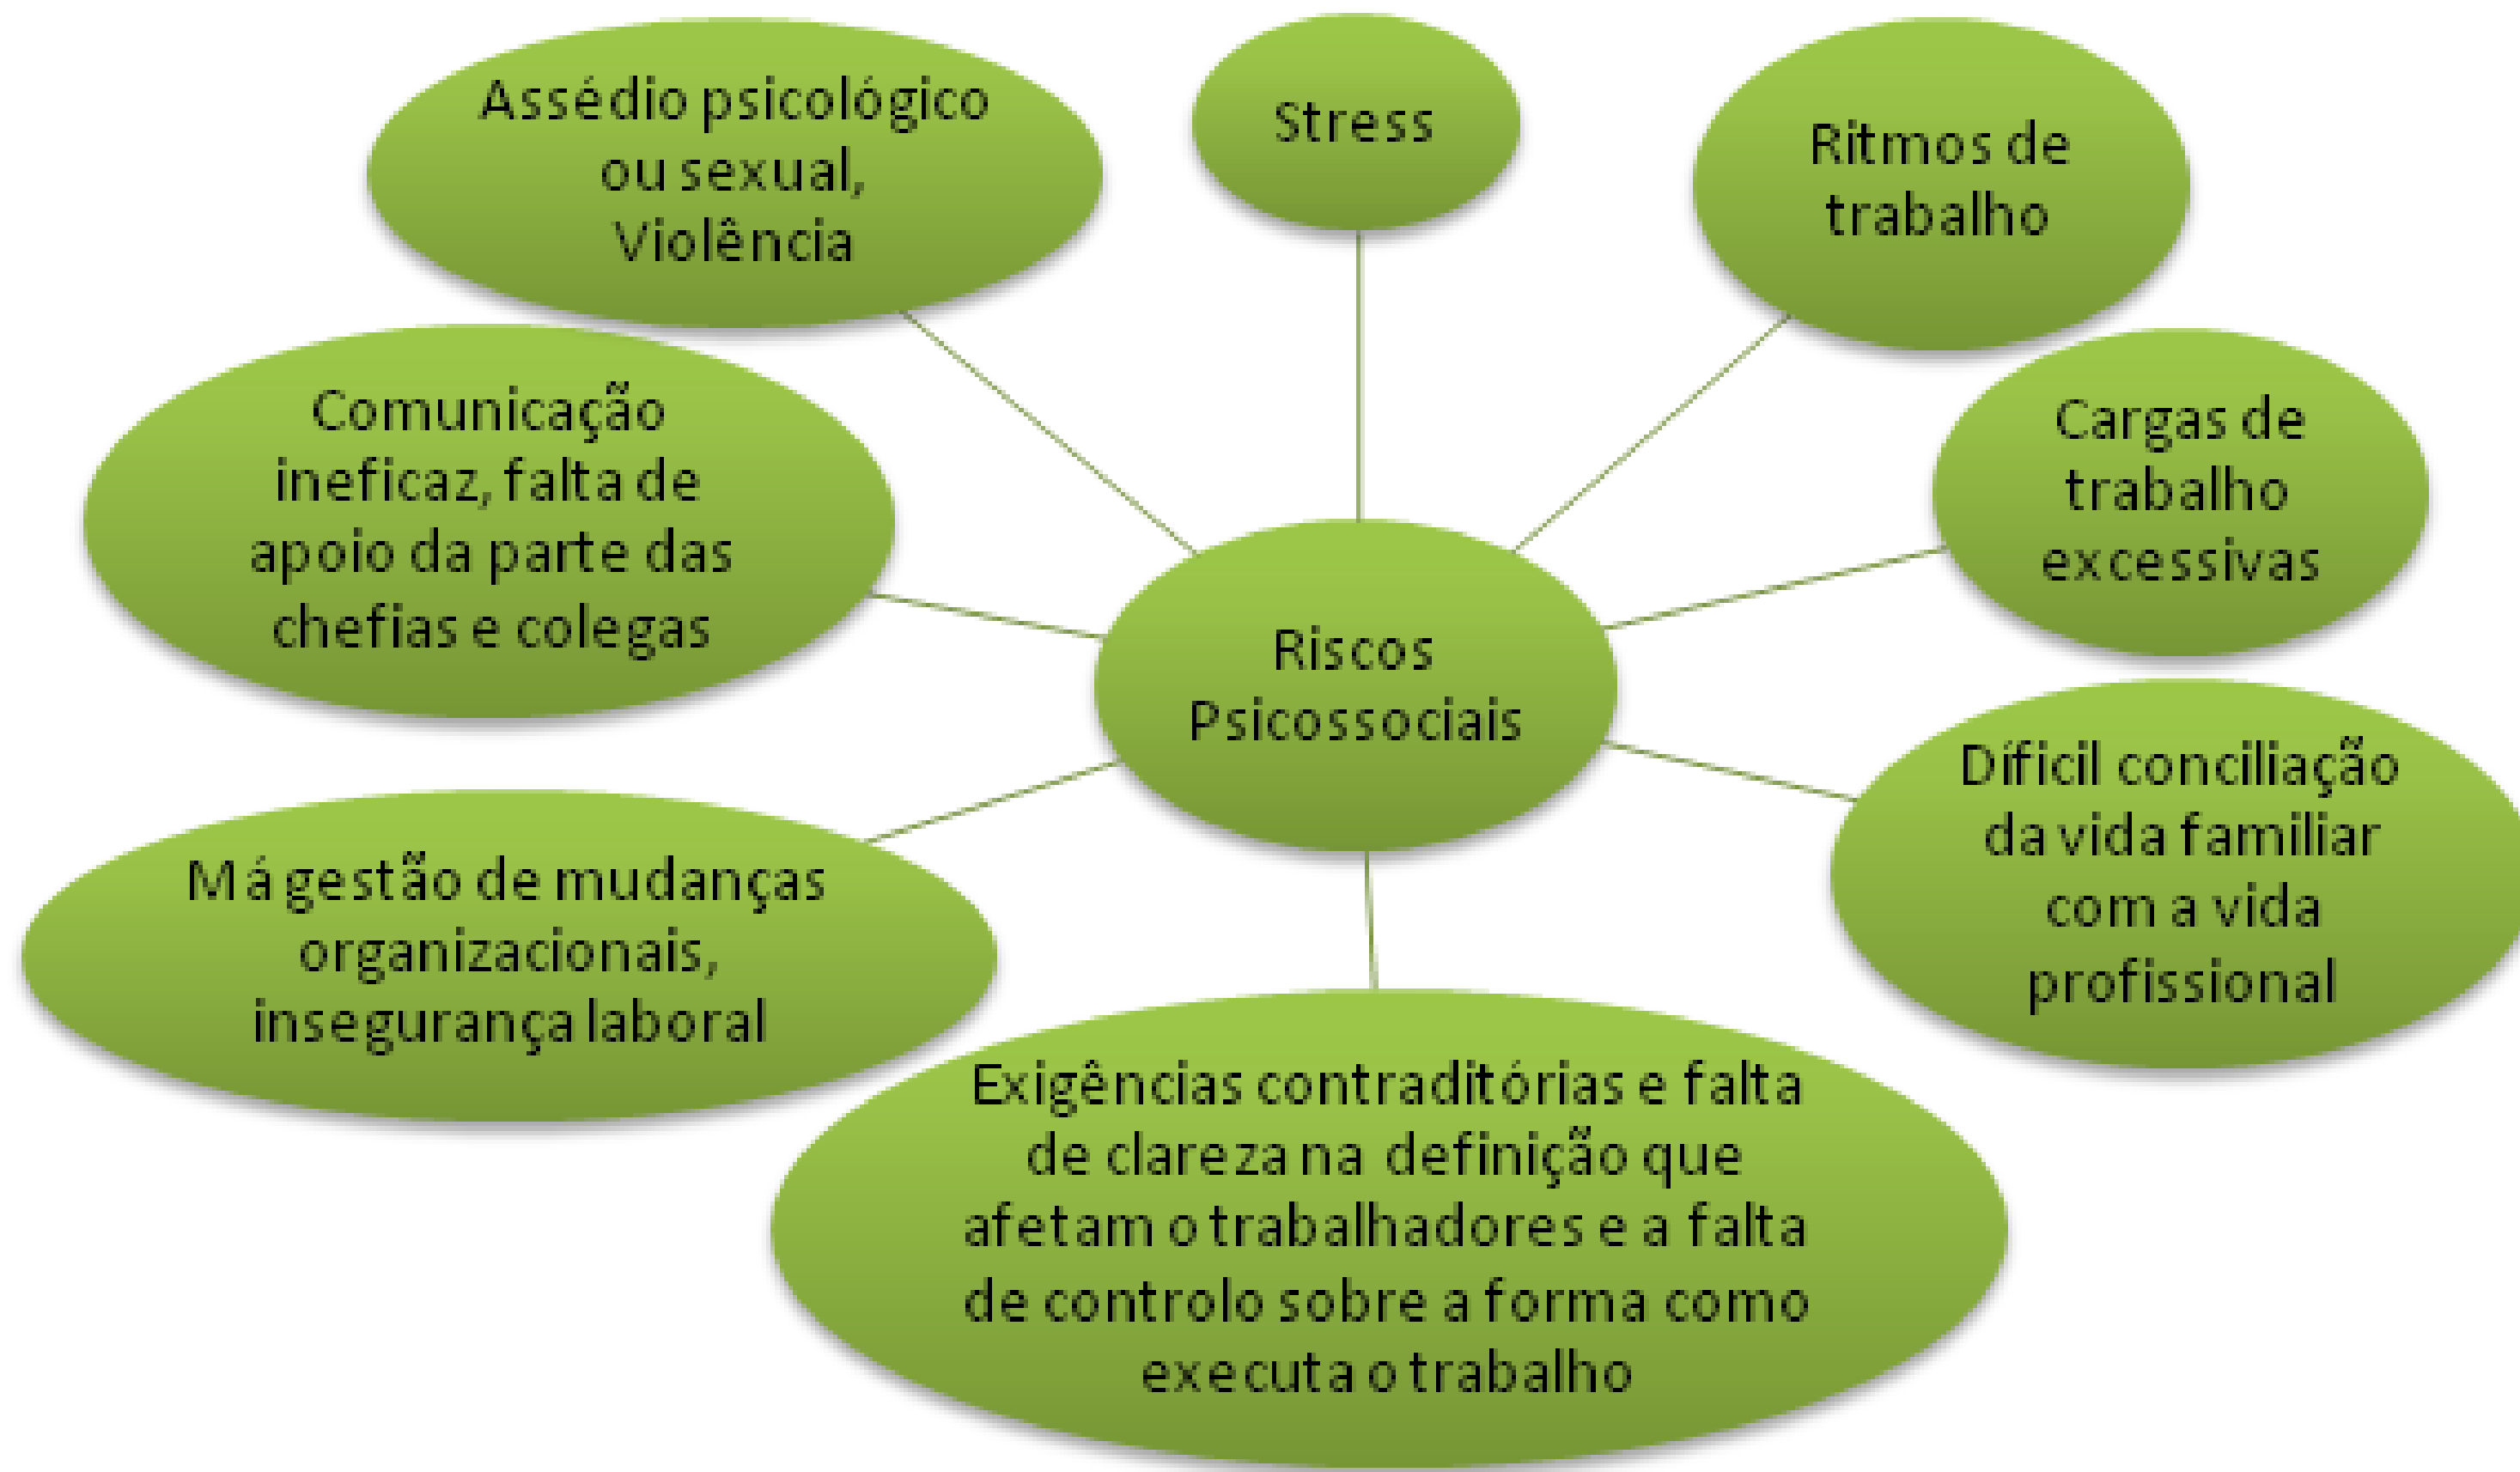 Assédio psicológico
ou sexual,
Violência
Stress
Ritmos de
trabalho
Comunicação
ineficaz, falta de
apoio da parte das
chefias e colegas
Cargas de
trabalho
excessivas
Riscos
Psicossociais
Díficil conciliação
da vida familiar
com a vida
profissional
Má gestão de mudanças
organizacionais,
insegurança laboral
Exigências contraditórias e falta
de clareza na definição que
afetam o trabalhadores e a falta
de controlo sobre a forma como
executa o trabalho